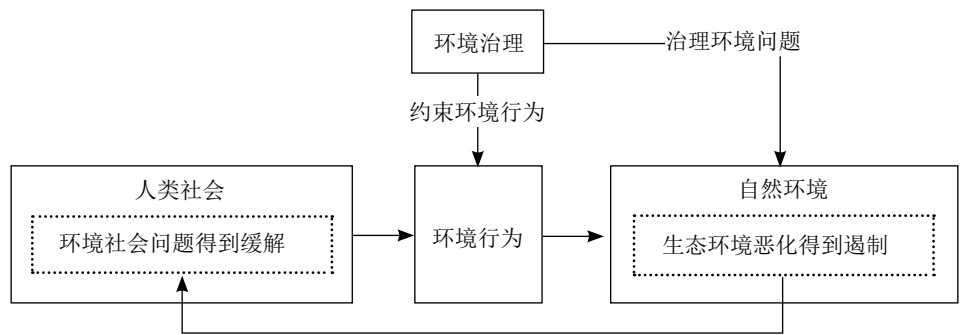 环境治理
治理环境问题
约束环境行为
人类社会
环境社会问题得到缓解
环境行为
自然环境
生态环境恶化得到遏制